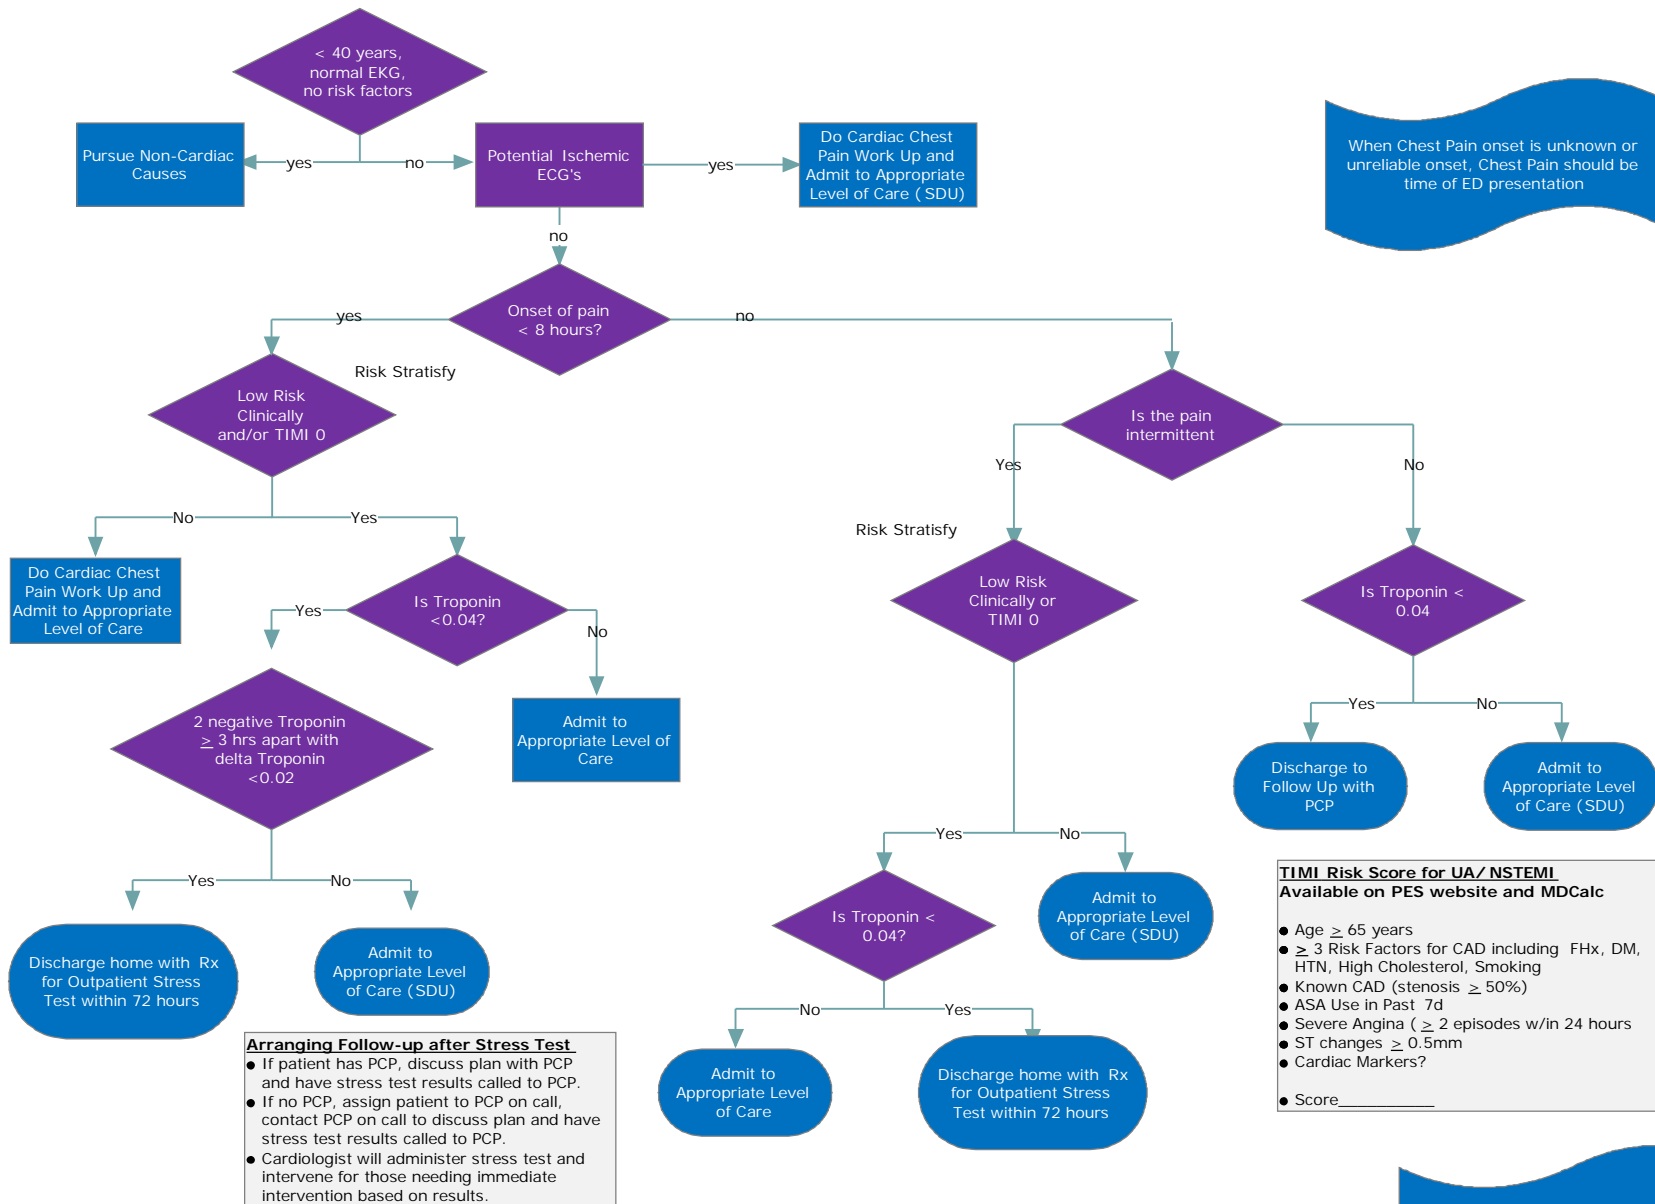 < 40 years,
normal EKG,
no risk factors
Pursue Non-Cardiac
Causes
yes
no
Potential Ischemic
ECG's
yes
Do Cardiac Chest
Pain Work Up and
Admit to Appropriate
Level of Care (SDU)
When Chest Pain onset is unknown or
unreliable onset, Chest Pain should be
time of ED presentation
no
Onset of pain
< 8 hours?
yes
no
Risk Stratify
Low Risk
Clinically
and/or TIMI 0
Is the pain
intermittent
Yes
No
No
Yes
Risk Stratify
Do Cardiac Chest
Pain Work Up and
Admit to Appropriate
Level of Care
Is Troponin
<0.04?
Yes
No
Low Risk
Clinically or
TIMI 0
Is Troponin <
0.04
2 negative Troponin
≥ 3 hrs apart with
delta Troponin
<0.02
Admit to
Appropriate Level of
Care
Yes
No
Discharge to
Follow Up with
PCP
Admit to
Appropriate Level
of Care (SDU)
Yes
No
Yes
No
Is Troponin <
0.04?
Admit to
Appropriate Level
of Care (SDU)
Discharge home with Rx
for Outpatient Stress
Test within 72 hours
Admit to
Appropriate Level
of Care (SDU)
No
Yes
Admit to
Appropriate Level
of Care
Discharge home with Rx
for Outpatient Stress
Test within 72 hours
TIMI Risk Score for UA/NSTEMI
Available on PES website and MDCalc
● Age ≥ 65 years
● ≥ 3 Risk Factors for CAD including FHx, DM,
HTN, High Cholesterol, Smoking
● Known CAD (stenosis ≥ 50%)
● ASA Use in Past 7d
● Severe Angina ( ≥ 2 episodes w/in 24 hours
● ST changes ≥ 0.5mm
● Cardiac Markers?
● Score___________
Arranging Follow-up after Stress Test
● If patient has PCP, discuss plan with PCP
and have stress test results called to PCP.
● If no PCP, assign patient to PCP on call,
contact PCP on call to discuss plan and have
stress test results called to PCP.
● Cardiologist will administer stress test and
intervene for those needing immediate
intervention based on results.